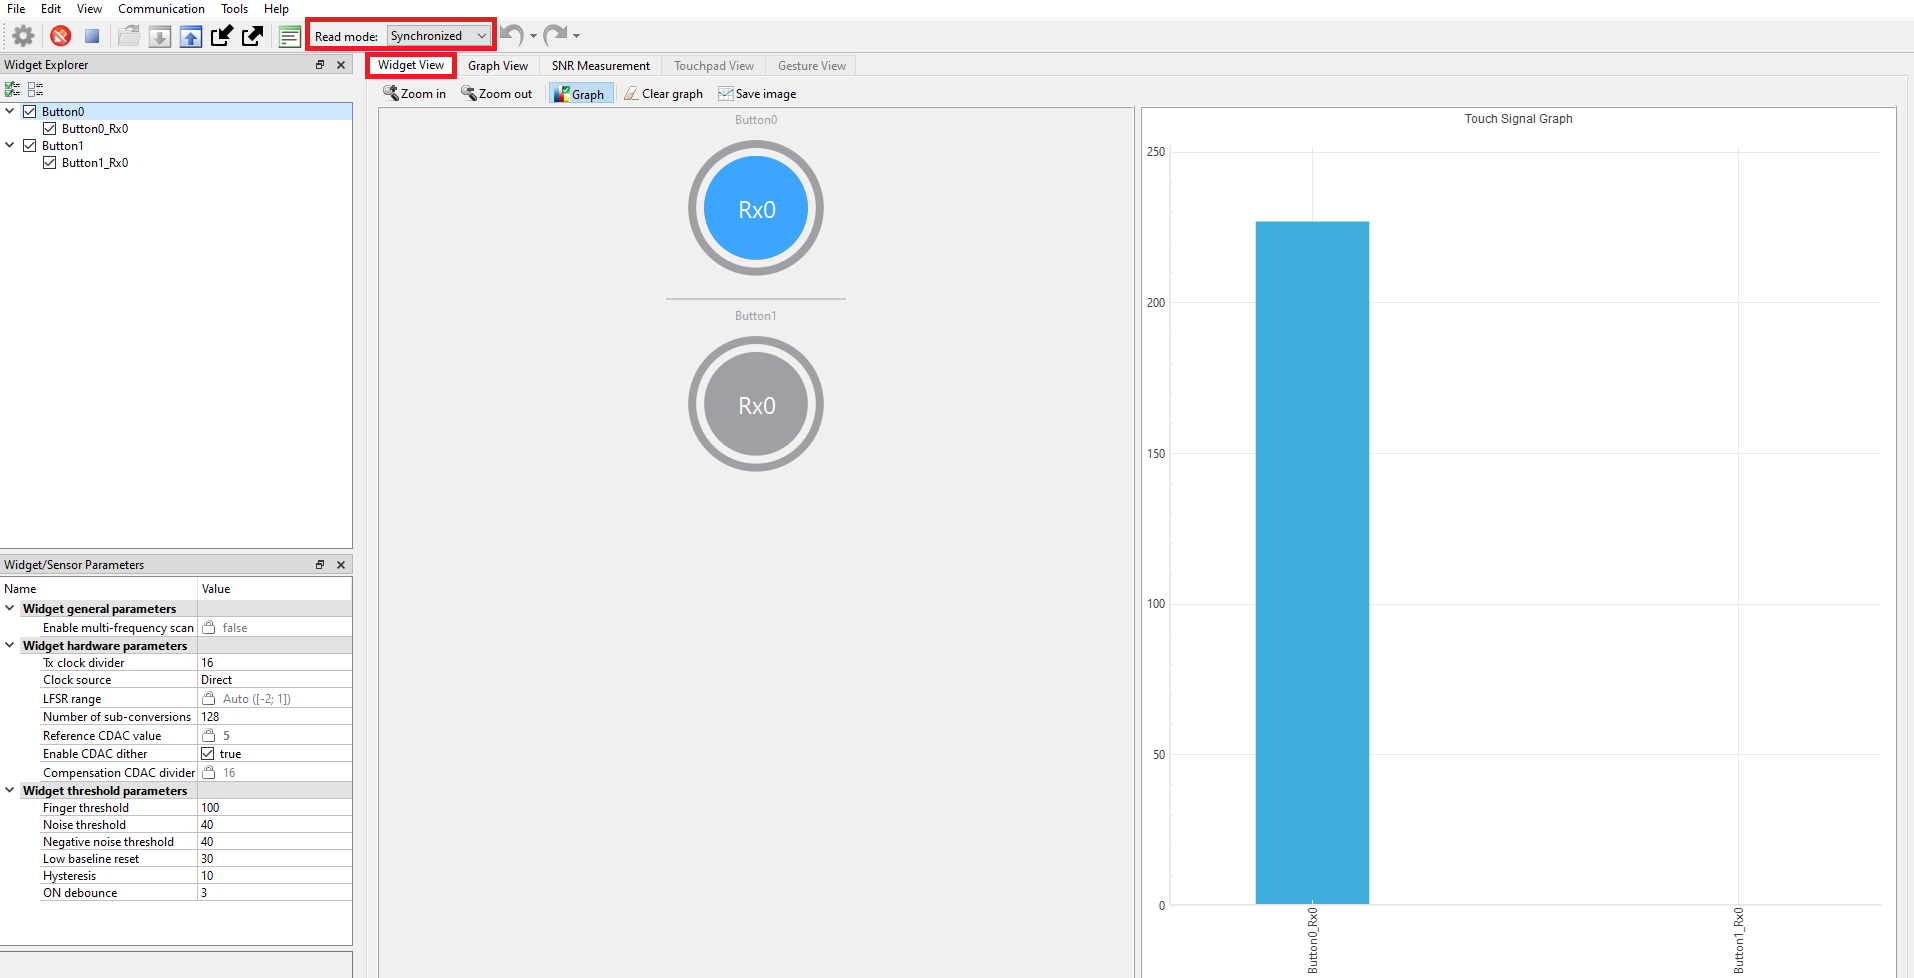 File Edit View Communication Tools Help
Read mode: Synchronized
Widget Explorer
Widget View Graph View SNR Measurement Touchpad View Gesture View
Zoom in Zoom out Graph Clear graph Save image
Button0
Button0_Rx0
Button1
Button1_Rx0
Button0
Rx0
Button1
Rx0
Touch Signal Graph
250
200
150
100
50
0
Button0_Rx0
Button1_Rx0
Widget/Sensor Parameters
Name Value
Widget general parameters
Enable multi-frequency scan false
Widget hardware parameters
Tx clock divider 16
Clock source Direct
LFSR range Auto ([-2; 1])
Number of sub-conversions 128
Reference CDAC value 5
Enable CDAC dither true
Compensation CDAC divider 16
Widget threshold parameters
Finger threshold 100
Noise threshold 40
Negative noise threshold 40
Low baseline reset 30
Hysteresis 10
ON debounce 3